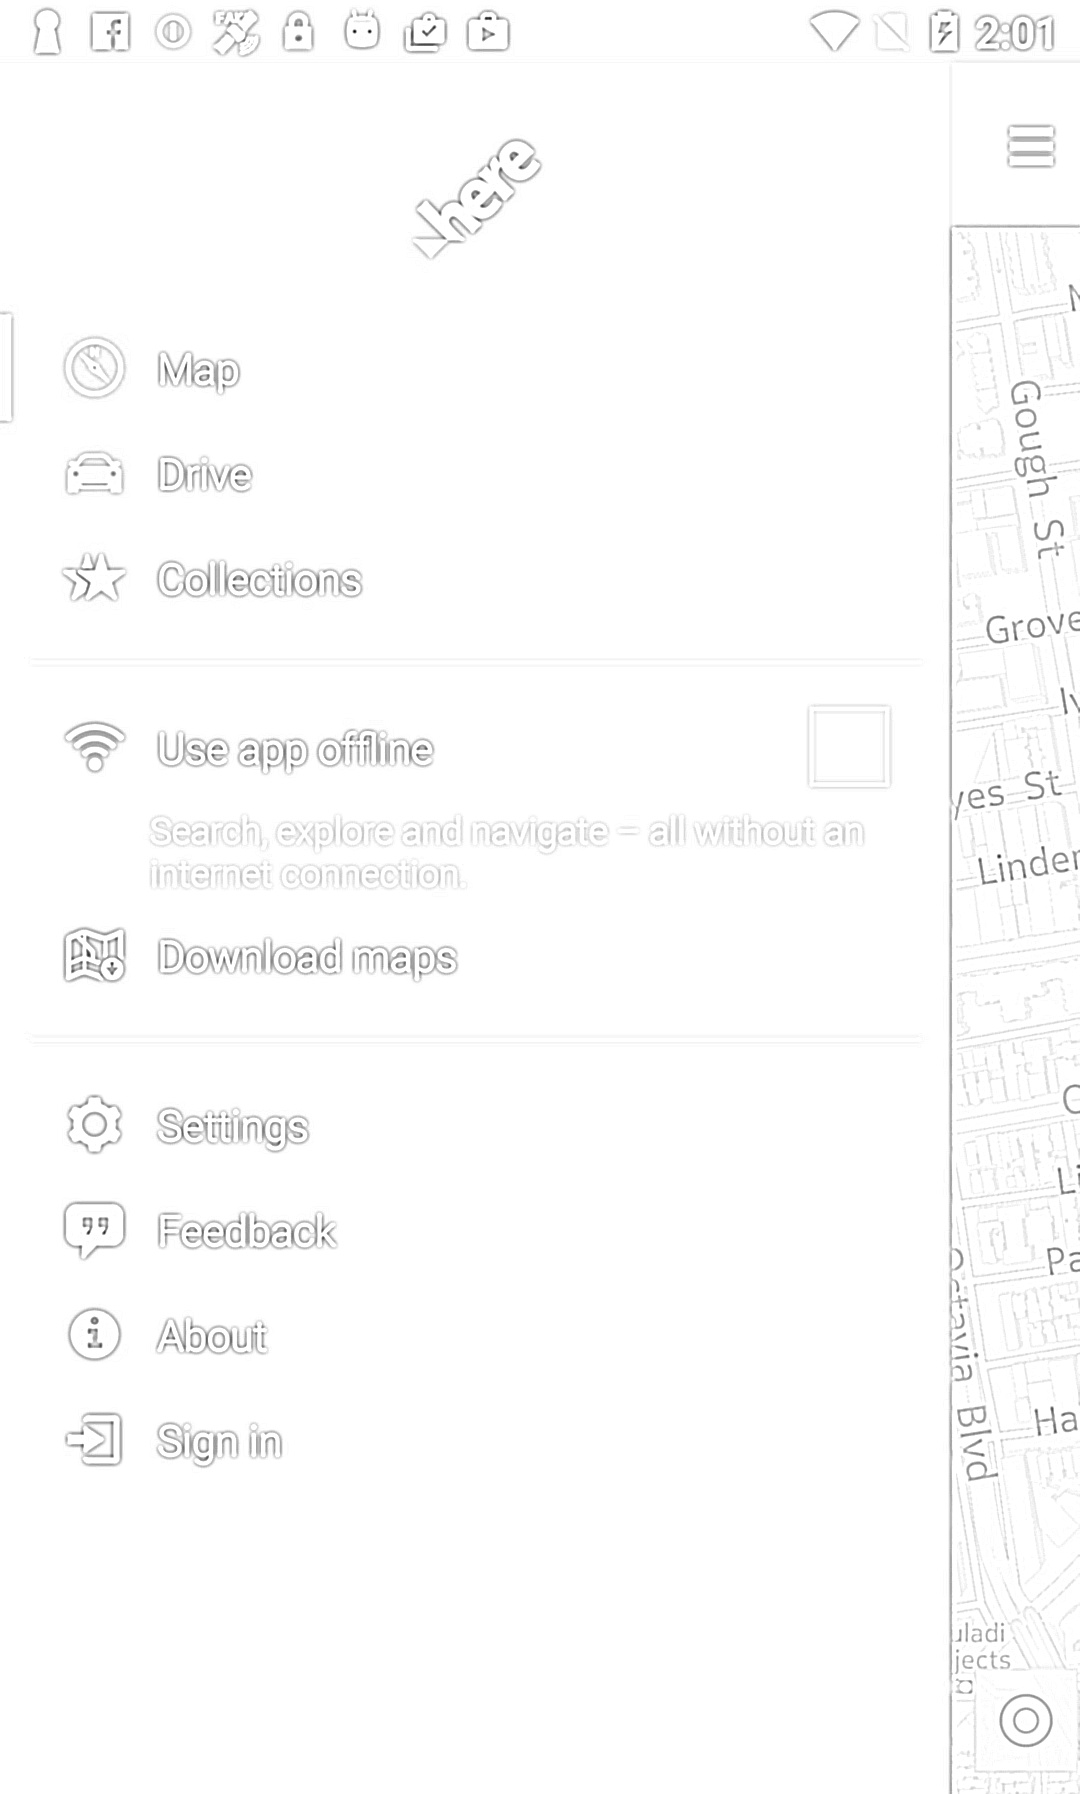 FAV
2:01
here
Map
Drive
Collections
Use app offline
Search, explore and navigate – all without an
internet connection.
Download maps
Settings
Feedback
About
Sign in
Gough St
Grove
yes St
Linden
Octavia Blvd
Pa
Ha
uladi
jects